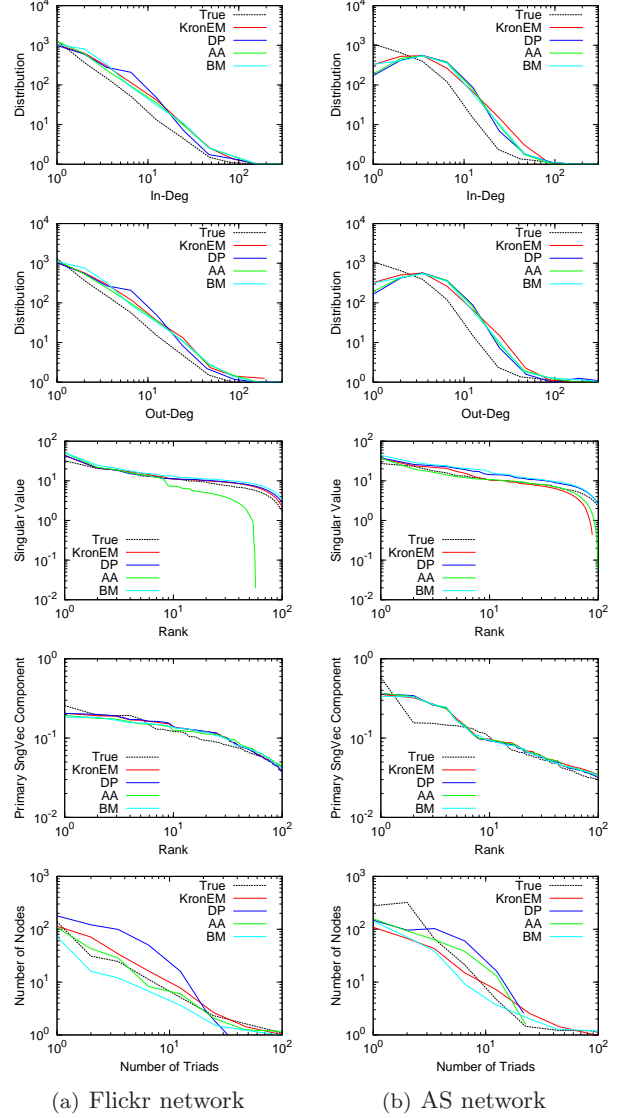 10^4
10^3
10^2
10^1
10^0
10^0
10^1
10^2
Distribution
In-Deg
True
KronEM
DP
AA
BM
10^4
10^3
10^2
10^1
10^0
10^0
10^1
10^2
Distribution
In-Deg
True
KronEM
DP
AA
BM
10^4
10^3
10^2
10^1
10^0
10^0
10^1
10^2
Distribution
Out-Deg
True
KronEM
DP
AA
BM
10^4
10^3
10^2
10^1
10^0
10^0
10^1
10^2
Distribution
Out-Deg
True
KronEM
DP
AA
BM
10^2
10^1
10^0
10^-1
10^-2
10^0
10^1
10^2
Singular Value
Rank
True
KronEM
DP
AA
BM
10^2
10^1
10^0
10^-1
10^-2
10^0
10^1
10^2
Singular Value
Rank
True
KronEM
DP
AA
BM
10^0
10^-1
10^-2
10^0
10^1
10^2
Primary SngVec Component
Rank
True
KronEM
DP
AA
BM
10^0
10^-1
10^-2
10^0
10^1
10^2
Primary SngVec Component
Rank
True
KronEM
DP
AA
BM
10^3
10^2
10^1
10^0
10^0
10^1
10^2
Number of Nodes
Number of Triads
True
KronEM
DP
AA
BM
10^3
10^2
10^1
10^0
10^0
10^1
10^2
Number of Nodes
Number of Triads
True
KronEM
DP
AA
BM
(a) Flickr network
(b) AS network